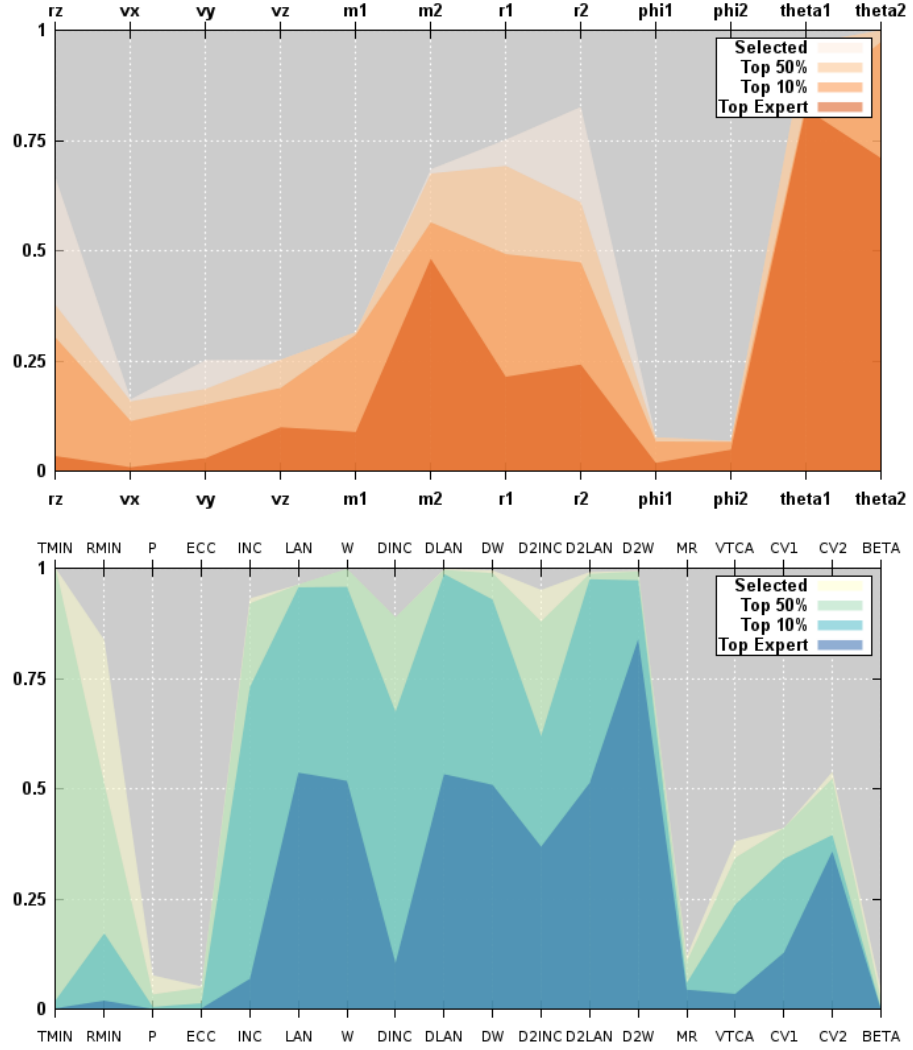 rz vx vy vz m1 m2 r1 r2 phi1 phi2 theta1 theta2
1
Selected
Top 50%
Top 10%
Top Expert
0.75
0.5
0.25
0
rz vx vy vz m1 m2 r1 r2 phi1 phi2 theta1 theta2
TMIN RMIN P ECC INC LAN W DINC DLAN DW D2INC D2LAN D2W MR VTCA CV1 CV2 BETA
1
Selected
Top 50%
Top 10%
Top Expert
0.75
0.5
0.25
0
TMIN RMIN P ECC INC LAN W DINC DLAN DW D2INC D2LAN D2W MR VTCA CV1 CV2 BETA